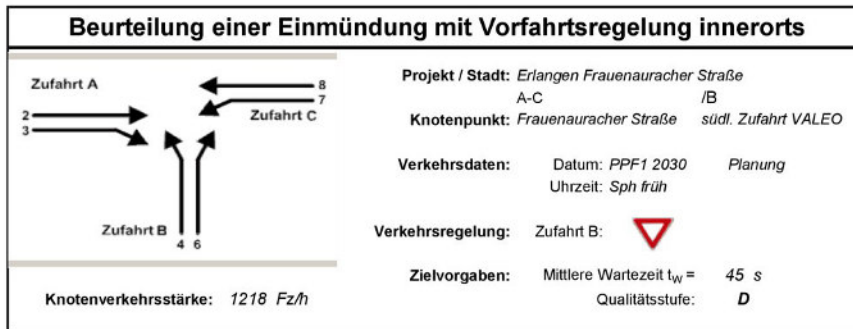 Beurteilung einer Einmündung mit Vorfahrtsregelung innerorts
Zufahrt A
8
7
Zufahrt C
2
3
Zufahrt B
4 6
Knotenverkehrsstärke: 1218 Fz/h
Projekt / Stadt: Erlangen Frauenauracher Straße
A-C /B
Knotenpunkt: Frauenauracher Straße südl. Zufahrt VALEO
Verkehrsdaten: Datum: PPF1 2030 Planung
Uhrzeit: Sph früh
Verkehrsregelung: Zufahrt B:
Zielvorgaben: Mittlere Wartezeit tw = 45 s
Qualitätsstufe: D